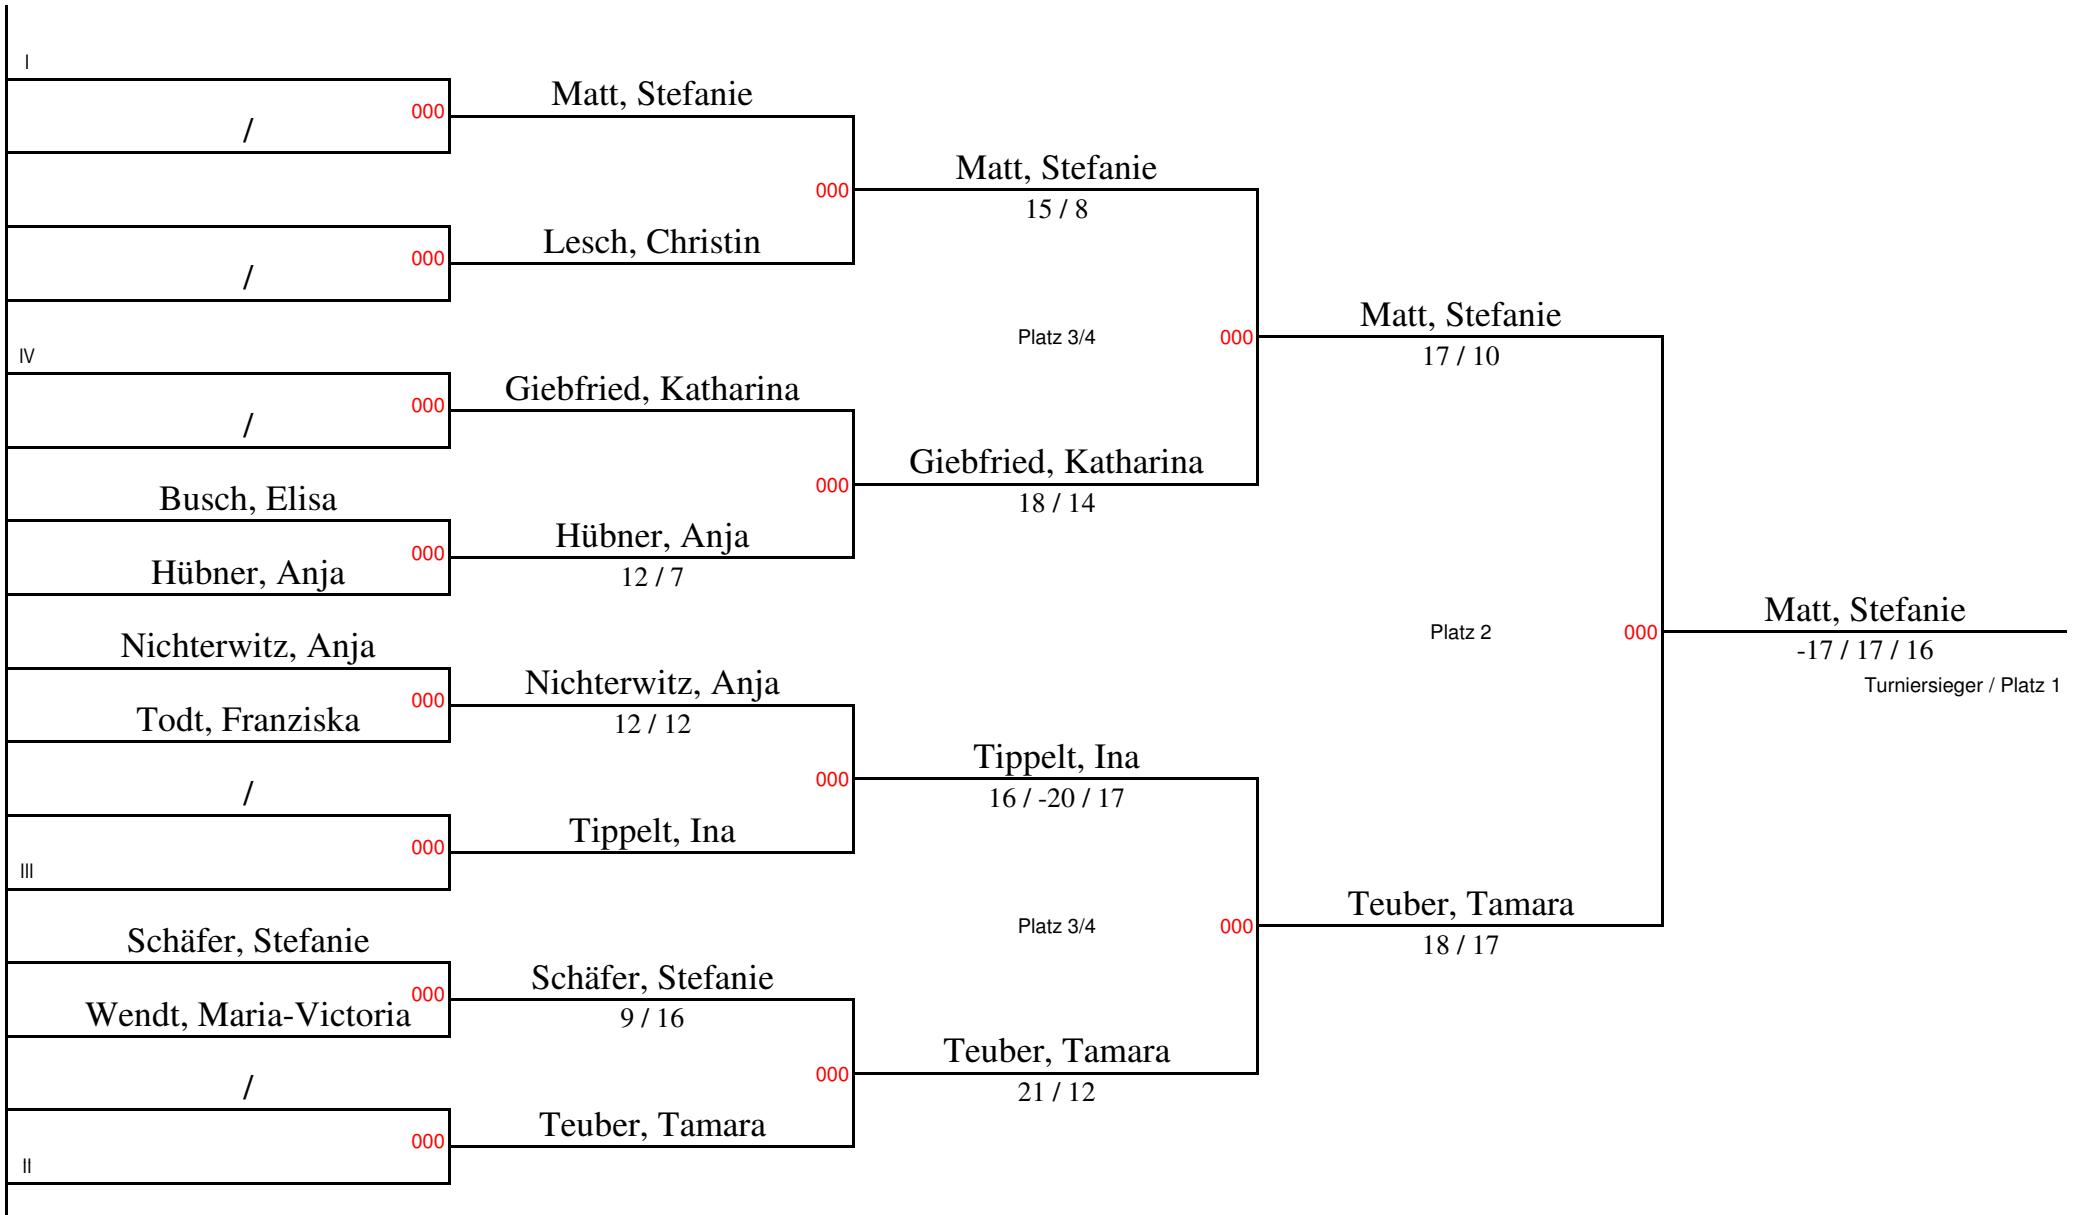 I
000
/
Matt, Stefanie
000
/
Lesch, Christin
000
Matt, Stefanie
15 / 8
IV
000
/
Giebfried, Katharina
Busch, Elisa
000
Hübner, Anja
Hübner, Anja
12 / 7
000
Giebfried, Katharina
18 / 14
Platz 3/4
000
Matt, Stefanie
17 / 10
Nichterwitz, Anja
000
Todt, Franziska
Nichterwitz, Anja
12 / 12
/
000
III
Tippelt, Ina
000
Tippelt, Ina
16 / -20 / 17
Schäfer, Stefanie
000
Wendt, Maria-Victoria
Schäfer, Stefanie
9 / 16
/
000
II
Teuber, Tamara
000
Teuber, Tamara
21 / 12
Platz 3/4
000
Teuber, Tamara
18 / 17
Platz 2
000
Matt, Stefanie
-17 / 17 / 16
Turniersieger / Platz 1